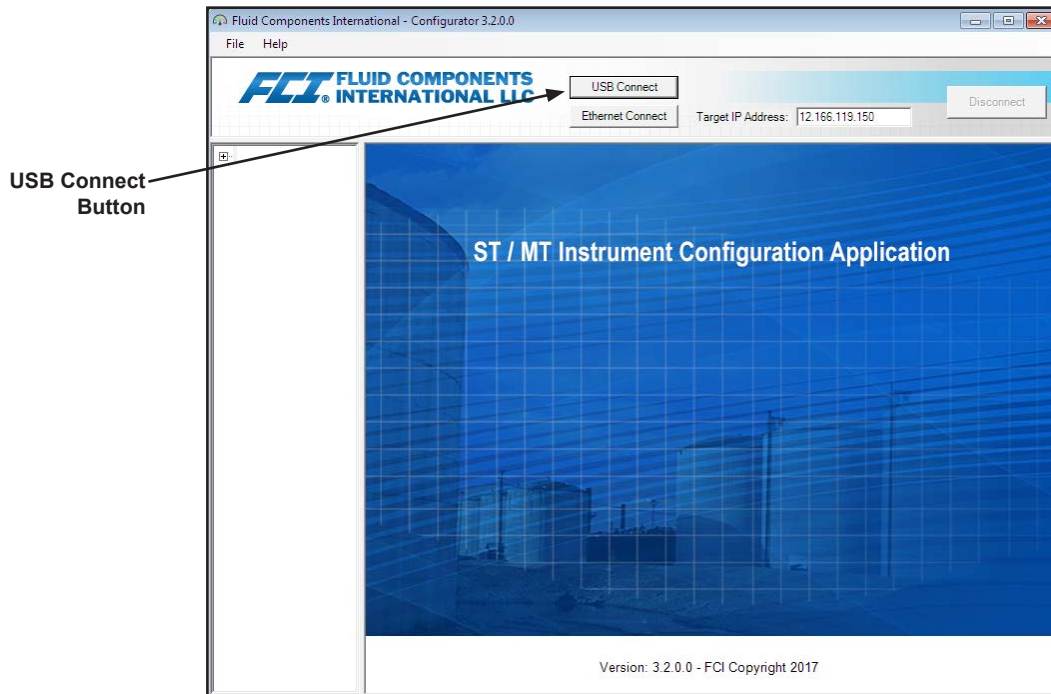 Fluid Components International - Configurator 3.2.0.0
File Help
FCI® FLUID COMPONENTS
INTERNATIONAL LLC
USB Connect
Ethernet Connect
Target IP Address: 12.166.119.150
Disconnect
USB Connect
Button
ST / MT Instrument Configuration Application
Version: 3.2.0.0 - FCI Copyright 2017